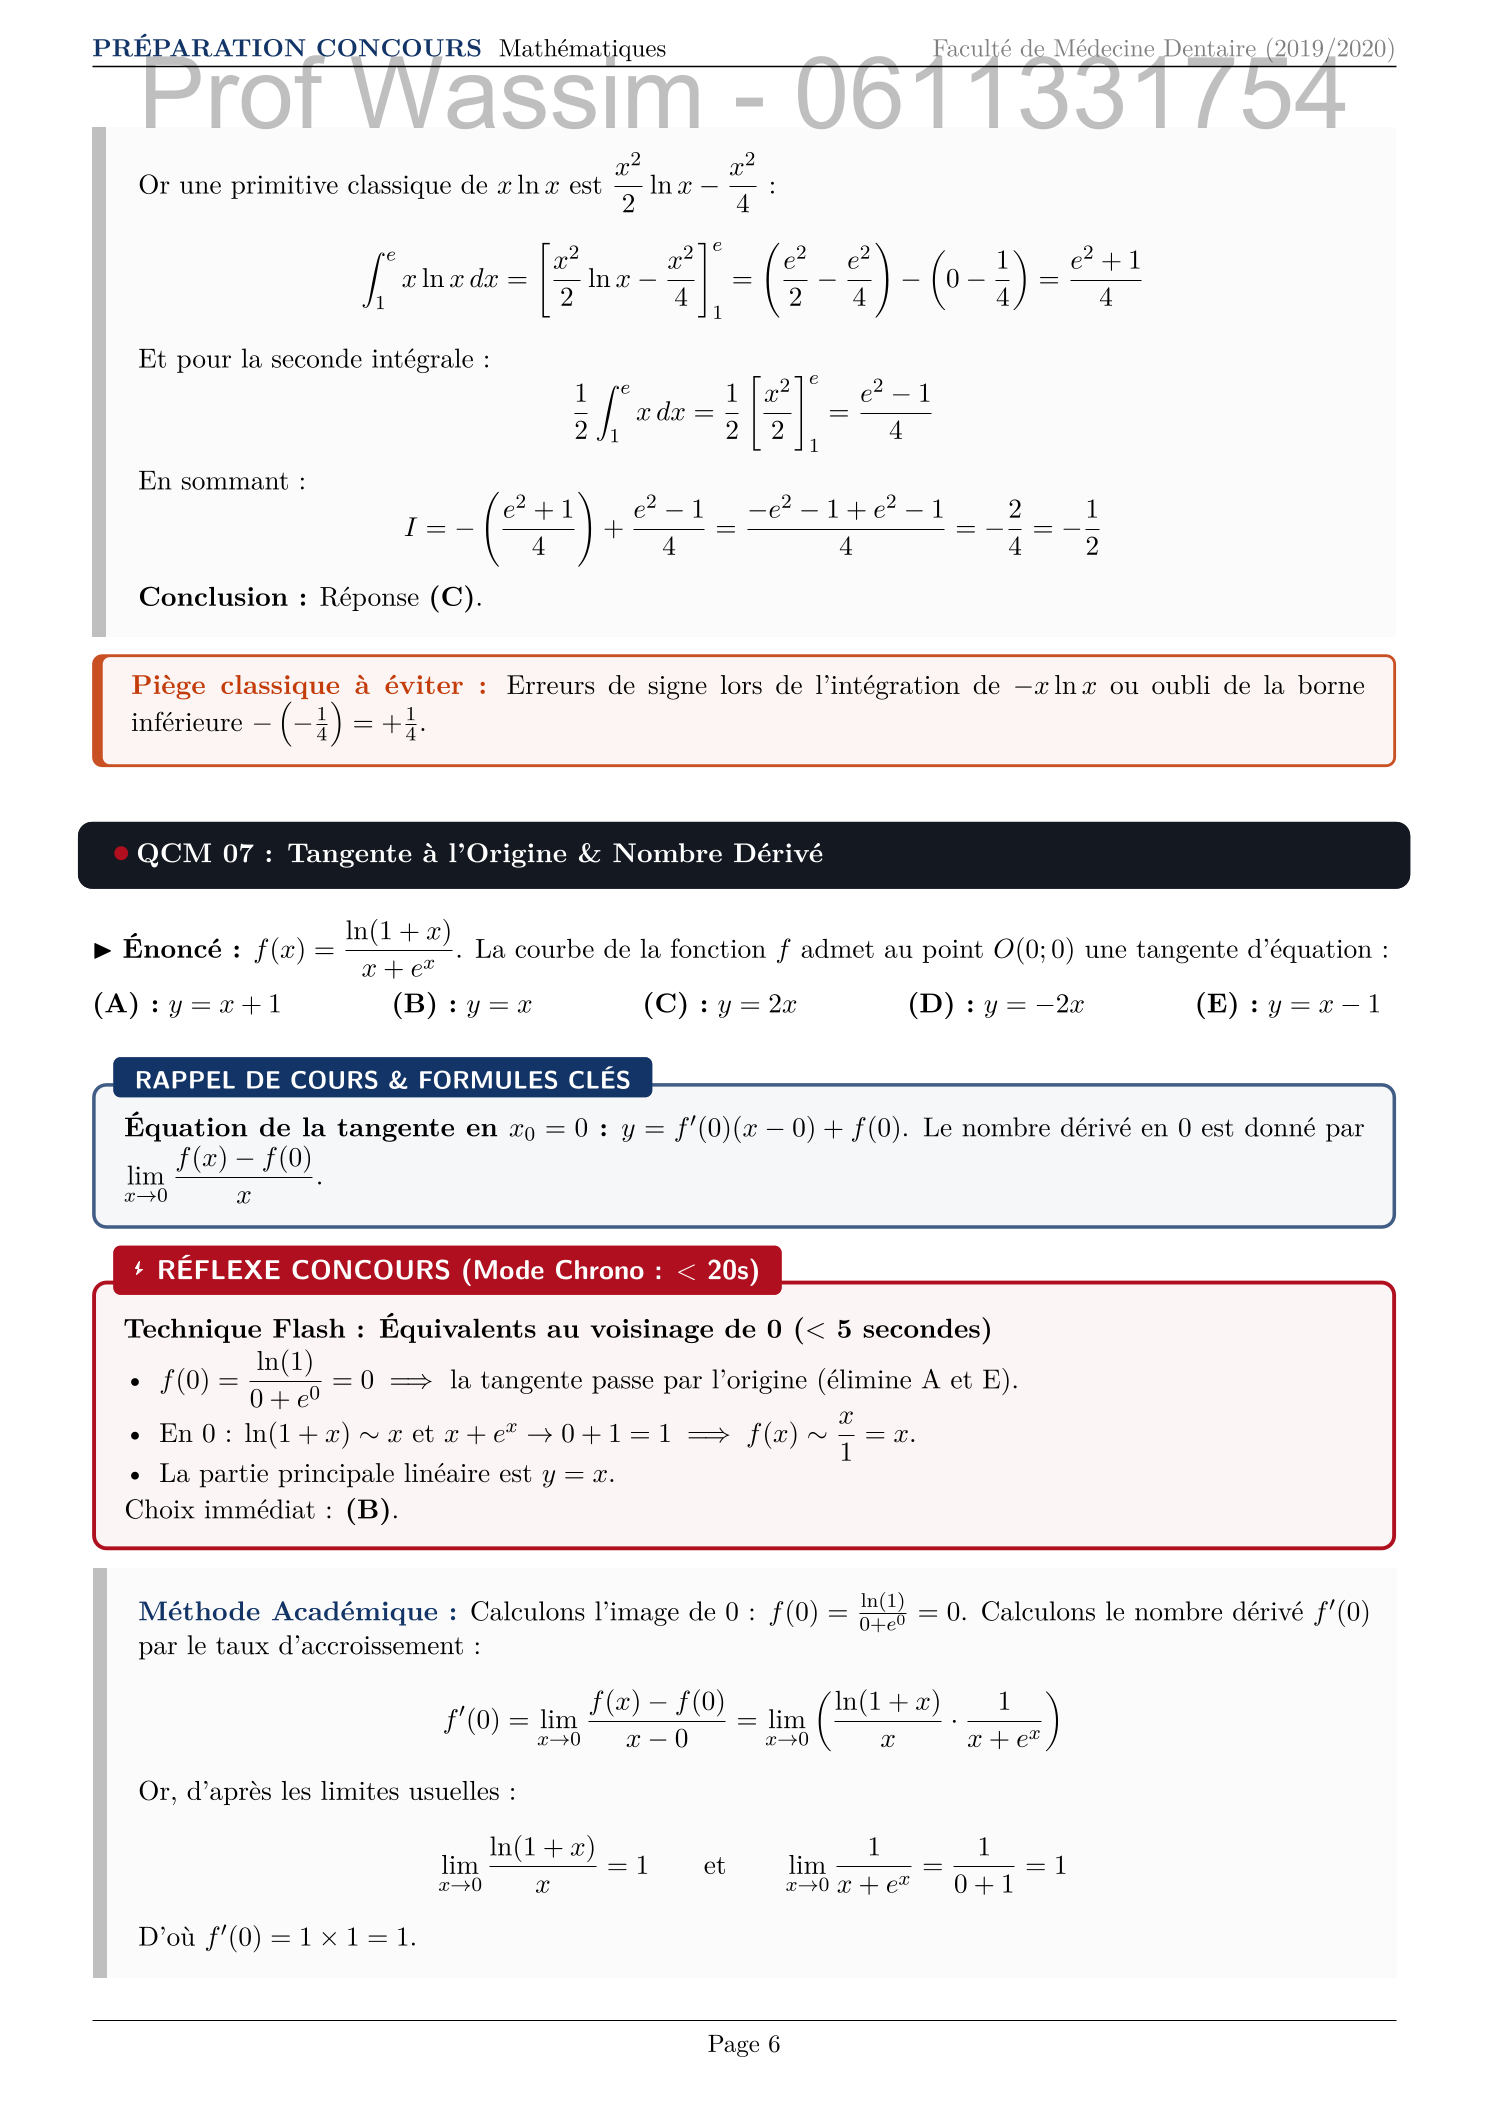 PRÉPARATION CONCOURS Mathématiques Faculté de Médecine Dentaire (2019/2020)
Prof Wassim - 0611331754
Or une primitive classique de x ln x est x²/2 ln x − x²/4 :
∫₁ᵉ x ln x dx = [x²/2 ln x − x²/4]₁ᵉ = (e²/2 − e²/4) − (0 − 1/4) = (e² + 1)/4
Et pour la seconde intégrale :
1/2 ∫₁ᵉ x dx = 1/2 [x²/2]₁ᵉ = (e² − 1)/4
En sommant :
I = − ((e² + 1)/4) + (e² − 1)/4 = (−e² − 1 + e² − 1)/4 = −2/4 = −1/2
Conclusion : Réponse (C).
Piège classique à éviter : Erreurs de signe lors de l'intégration de −x ln x ou oubli de la borne
inférieure − (−1/4) = +1/4.
• QCM 07 : Tangente à l'Origine & Nombre Dérivé
▶ Énoncé : f(x) = ln(1 + x)/(x + eˣ). La courbe de la fonction f admet au point O(0; 0) une tangente d'équation :
(A) : y = x + 1 (B) : y = x (C) : y = 2x (D) : y = −2x (E) : y = x − 1
RAPPEL DE COURS & FORMULES CLÉS
Équation de la tangente en x₀ = 0 : y = f′(0)(x − 0) + f(0). Le nombre dérivé en 0 est donné par
lim x→0 (f(x) − f(0))/x.
RÉFLEXE CONCOURS (Mode Chrono : < 20s)
Technique Flash : Équivalents au voisinage de 0 (< 5 secondes)
• f(0) = ln(1)/(0 + e⁰) = 0 ⟹ la tangente passe par l'origine (élimine A et E).
• En 0 : ln(1 + x) ∼ x et x + eˣ → 0 + 1 = 1 ⟹ f(x) ∼ x/1 = x.
• La partie principale linéaire est y = x.
Choix immédiat : (B).
Méthode Académique : Calculons l'image de 0 : f(0) = ln(1)/(0+e⁰) = 0. Calculons le nombre dérivé f′(0)
par le taux d'accroissement :
f′(0) = lim x→0 (f(x) − f(0))/(x − 0) = lim x→0 (ln(1 + x)/x · 1/(x + eˣ))
Or, d'après les limites usuelles :
lim x→0 ln(1 + x)/x = 1 et lim x→0 1/(x + eˣ) = 1/(0 + 1) = 1
D'où f′(0) = 1 × 1 = 1.
Page 6